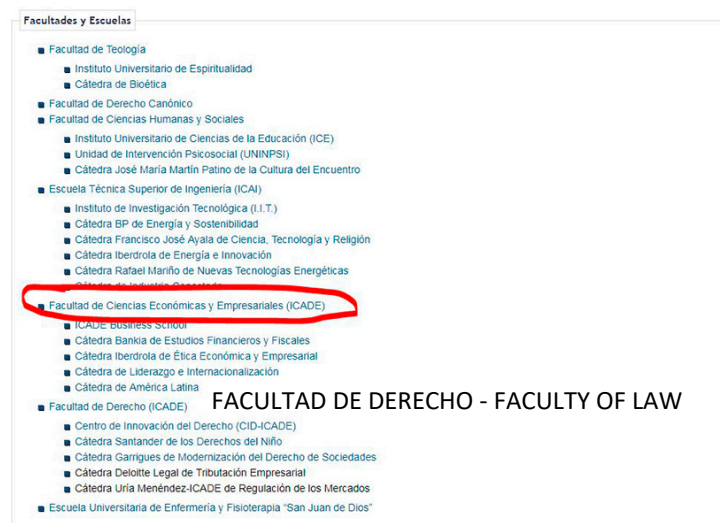 Facultades y Escuelas
Facultad de Teología
Instituto Universitario de Espiritualidad
Cátedra de Bioética
Facultad de Derecho Canónico
Facultad de Ciencias Humanas y Sociales
Instituto Universitario de Ciencias de la Educación (ICE)
Unidad de Intervención Psicosocial (UNINPSI)
Cátedra José María Martín Patino de la Cultura del Encuentro
Escuela Técnica Superior de Ingeniería (ICAI)
Instituto de Investigación Tecnológica (I.I.T.)
Cátedra BP de Energía y Sostenibilidad
Cátedra Francisco José Ayala de Ciencia, Tecnología y Religión
Cátedra Iberdrola de Energía e Innovación
Cátedra Rafael Mariño de Nuevas Tecnologías Energéticas
Cátedra de Industria Conectada
Facultad de Ciencias Económicas y Empresariales (ICADE)
ICADE Business School
Cátedra Bankia de Estudios Financieros y Fiscales
Cátedra Iberdrola de Ética Económica y Empresarial
Cátedra de Liderazgo e Internacionalización
Cátedra de América Latina
Facultad de Derecho (ICADE) FACULTAD DE DERECHO - FACULTY OF LAW
Centro de Innovación del Derecho (CID-ICADE)
Cátedra Santander de los Derechos del Niño
Cátedra Garrigues de Modernización del Derecho de Sociedades
Cátedra Deloitte Legal de Tributación Empresarial
Cátedra Uría Menéndez-ICADE de Regulación de los Mercados
Escuela Universitaria de Enfermería y Fisioterapia "San Juan de Dios"